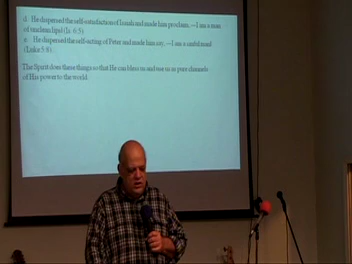 d. He dispersed the self-satisfaction of Isaiah and made him proclaim, —I am a man
of unclean lips‖ (Is. 6:5).
e. He dispersed the self-acting of Peter and made him say, —I am a sinful man‖
(Luke 5:8).
The Spirit does these things so that He can bless us and use us as pure channels
of His power to the world.